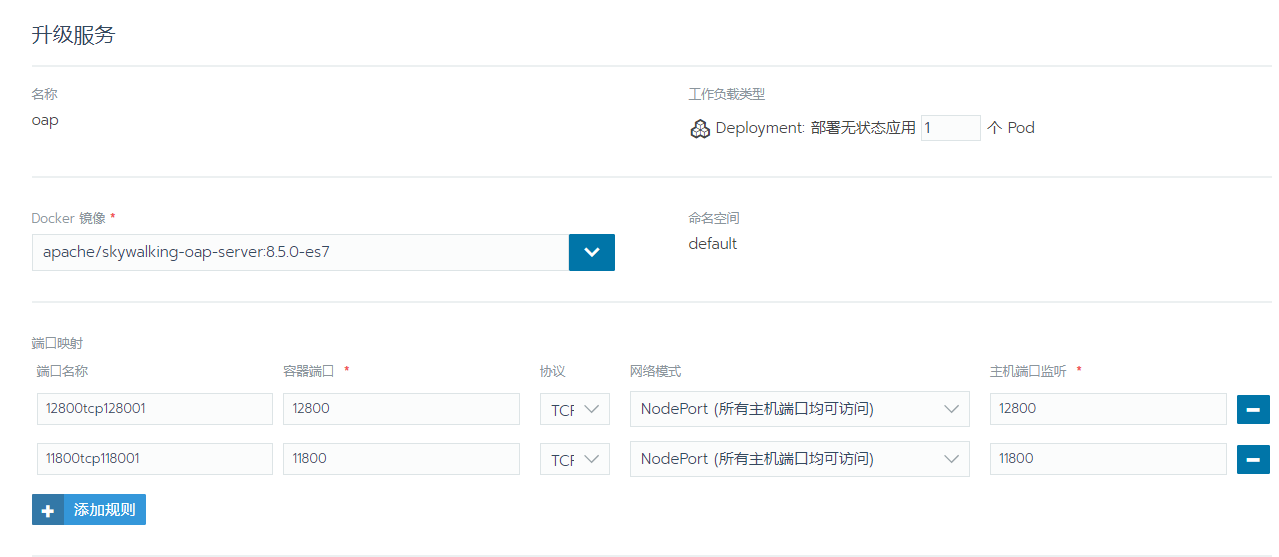 升级服务
名称
工作负载类型
oap
Deployment: 部署无状态应用 1 个 Pod
Docker 镜像 *
命名空间
apache/skywalking-oap-server:8.5.0-es7
default
端口映射
端口名称 容器端口 * 协议 网络模式 主机端口监听 *
12800tcp128001 12800 TCP NodePort (所有主机端口均可访问) 12800
11800tcp118001 11800 TCP NodePort (所有主机端口均可访问) 11800
添加规则